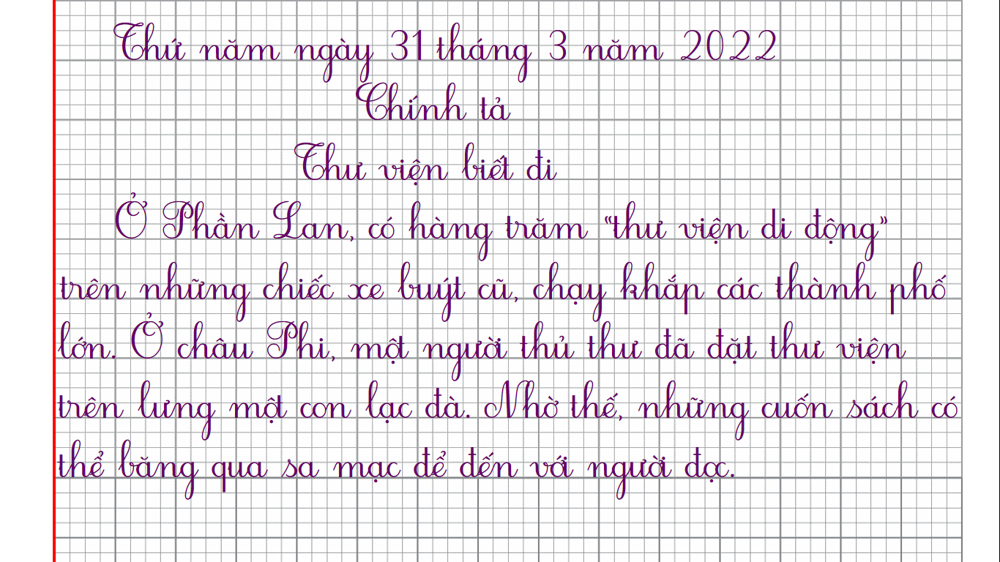 Thứ năm ngày 31 tháng 3 năm 2022
Chính tả
Thư viện biết đi
Ở Phần Lan, có hàng trăm “thư viện di động”
trên những chiếc xe buýt cũ, chạy khắp các thành phố
lớn. Ở châu Phi, một người thủ thư đã đặt thư viện
trên lưng một con lạc đà. Nhờ thế, những cuốn sách có
thể băng qua sa mạc để đến với người đọc.